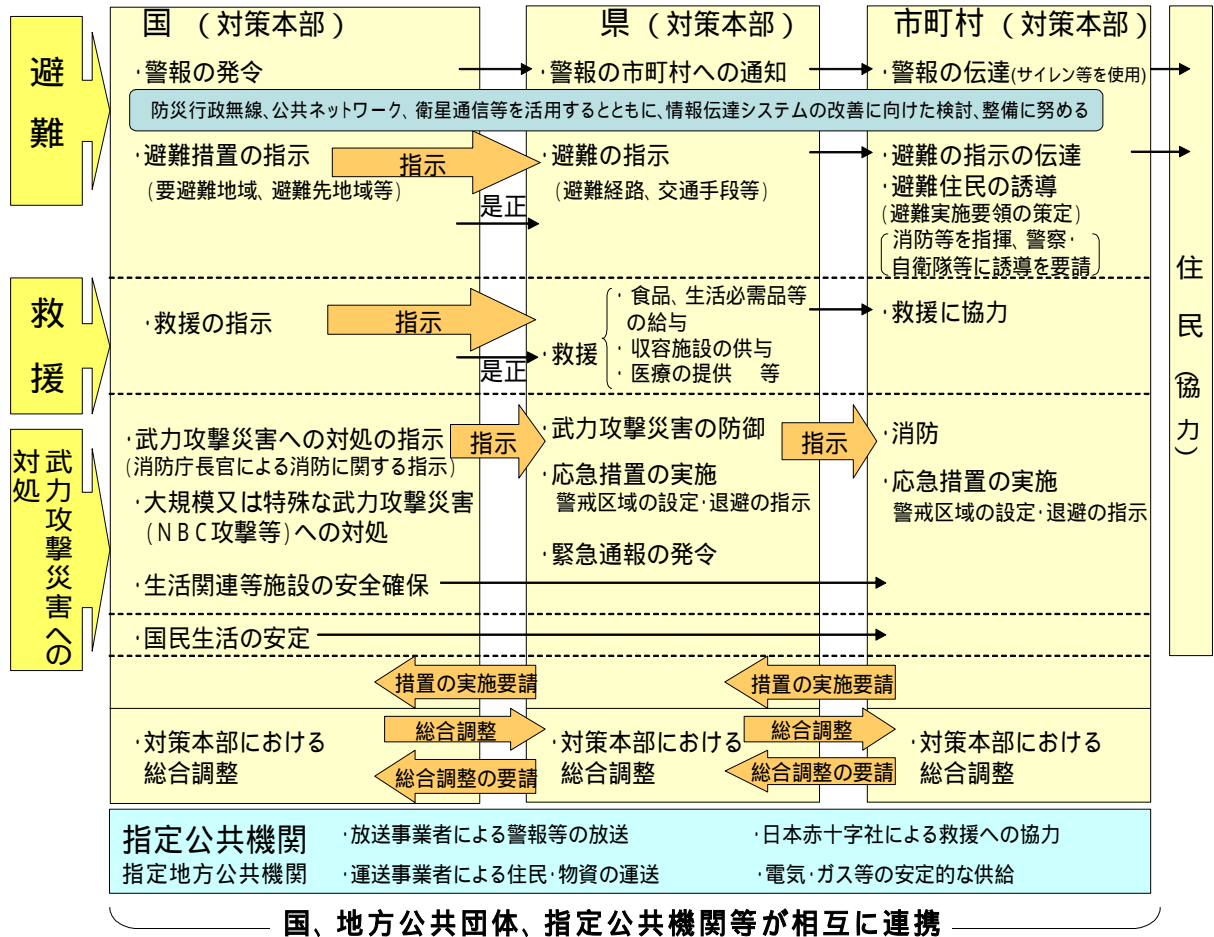 避難
国（対策本部）
県（対策本部）
市町村（対策本部）
･警報の発令
･警報の市町村への通知
･警報の伝達(サイレン等を使用)
防災行政無線、公共ネットワーク、衛星通信等を活用するとともに、情報伝達システムの改善に向けた検討、整備に努める
･避難措置の指示
(要避難地域、避難先地域等)
指示
是正
･避難の指示
(避難経路、交通手段等)
･避難の指示の伝達
･避難住民の誘導
(避難実施要領の策定)
消防等を指揮、警察･
自衛隊等に誘導を要請
救援
･救援の指示
指示
是正
･救援
･食品、生活必需品等
の給与
･収容施設の供与
･医療の提供　等
･救援に協力
武力攻撃災害への
対処
･武力攻撃災害への対処の指示
(消防庁長官による消防に関する指示)
･大規模又は特殊な武力攻撃災害
(ＮＢＣ攻撃等)への対処
･生活関連等施設の安全確保
指示
･武力攻撃災害の防御
･応急措置の実施
警戒区域の設定･退避の指示
･緊急通報の発令
指示
･消防
･応急措置の実施
警戒区域の設定･退避の指示
･国民生活の安定
措置の実施要請
措置の実施要請
･対策本部における
総合調整
総合調整
総合調整の要請
･対策本部における
総合調整
総合調整
総合調整の要請
･対策本部における
総合調整
住民（協力）
指定公共機関
指定地方公共機関
･放送事業者による警報等の放送
･日本赤十字社による救援への協力
･運送事業者による住民･物資の運送
･電気･ガス等の安定的な供給
国、地方公共団体、指定公共機関等が相互に連携